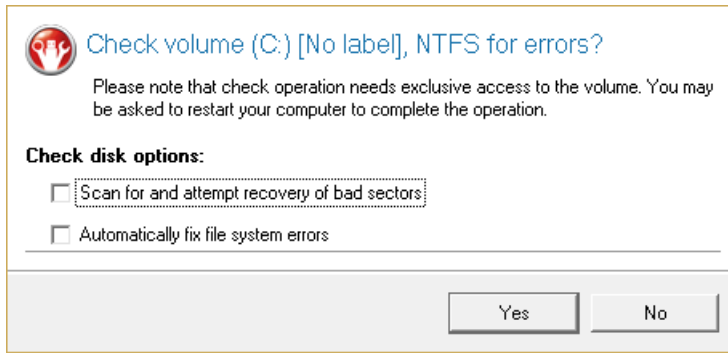 Check volume (C:) [No label], NTFS for errors?
Please note that check operation needs exclusive access to the volume. You may
be asked to restart your computer to complete the operation.
Check disk options:
Scan for and attempt recovery of bad sectors
Automatically fix file system errors
Yes No